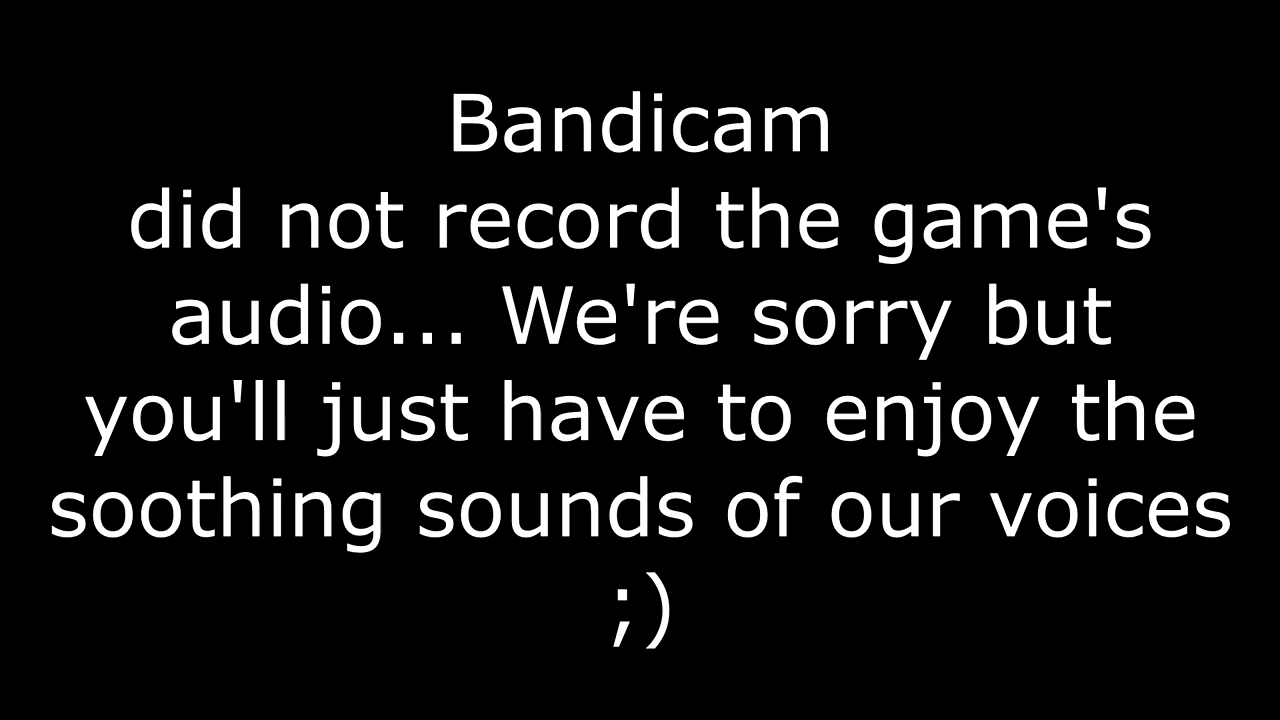 Bandicam
did not record the game's
audio... We're sorry but
you'll just have to enjoy the
soothing sounds of our voices
;)